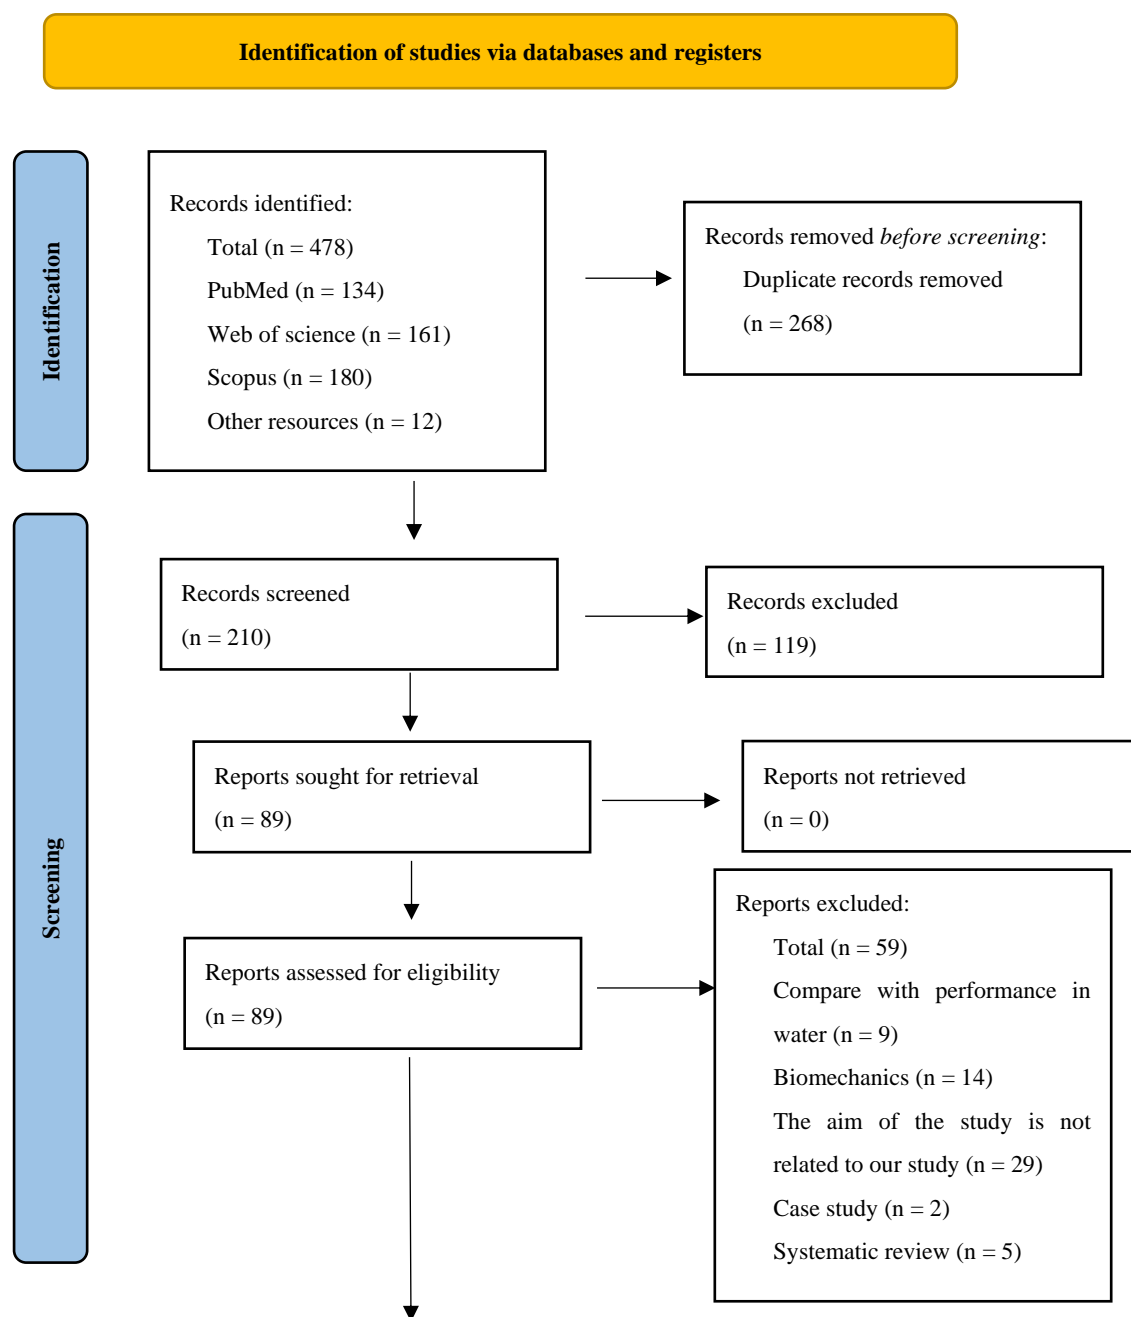 Identification of studies via databases and registers
Identification
Records identified:
Total (n = 478)
PubMed (n = 134)
Web of science (n = 161)
Scopus (n = 180)
Other resources (n = 12)
Records removed before screening:
Duplicate records removed
(n = 268)
Screening
Records screened
(n = 210)
Records excluded
(n = 119)
Reports sought for retrieval
(n = 89)
Reports not retrieved
(n = 0)
Reports assessed for eligibility
(n = 89)
Reports excluded:
Total (n = 59)
Compare with performance in
water (n = 9)
Biomechanics (n = 14)
The aim of the study is not
related to our study (n = 29)
Case study (n = 2)
Systematic review (n = 5)